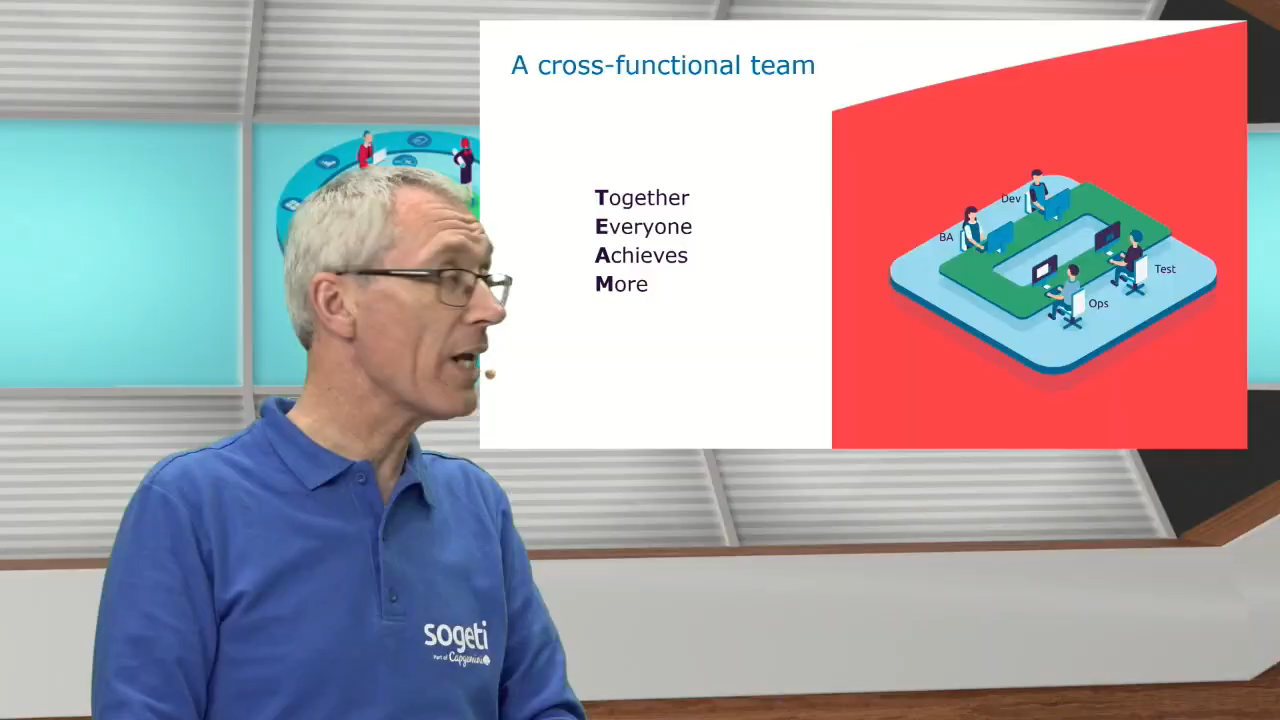 A cross-functional team
Together
Everyone
Achieves
More
Dev
BA
Test
Ops
sogeti
Part of Capgemini